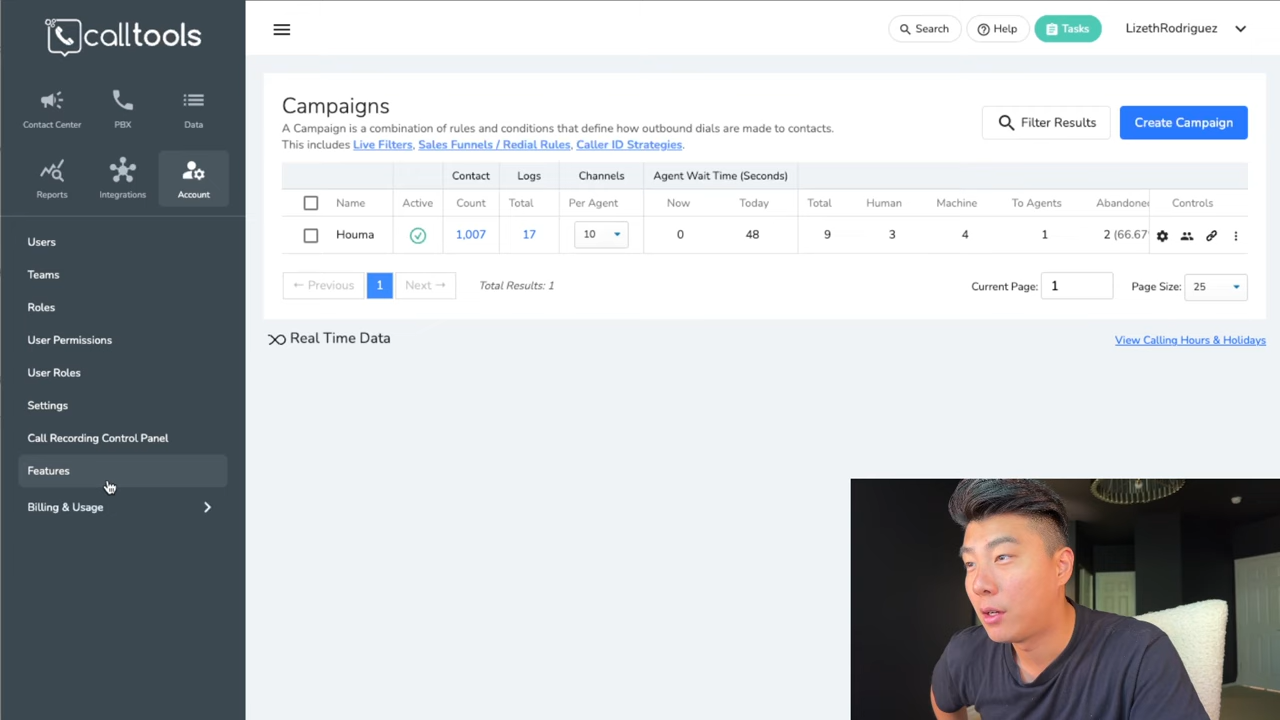 calltools
Contact Center
PBX
Data
Reports
Integrations
Account
Users
Teams
Roles
User Permissions
User Roles
Settings
Call Recording Control Panel
Features
Billing & Usage
Search
Help
Tasks
LizethRodriguez
Campaigns
A Campaign is a combination of rules and conditions that define how outbound dials are made to contacts.
This includes Live Filters, Sales Funnels / Redial Rules, Caller ID Strategies.
Filter Results
Create Campaign
Contact Logs Channels Agent Wait Time (Seconds)
Name Active Count Total Per Agent Now Today Total Human Machine To Agents Abandoned Controls
Houma 1,007 17 10 0 48 9 3 4 1 2 (66.67%
← Previous 1 Next → Total Results: 1 Current Page: 1 Page Size: 25
Real Time Data
View Calling Hours & Holidays